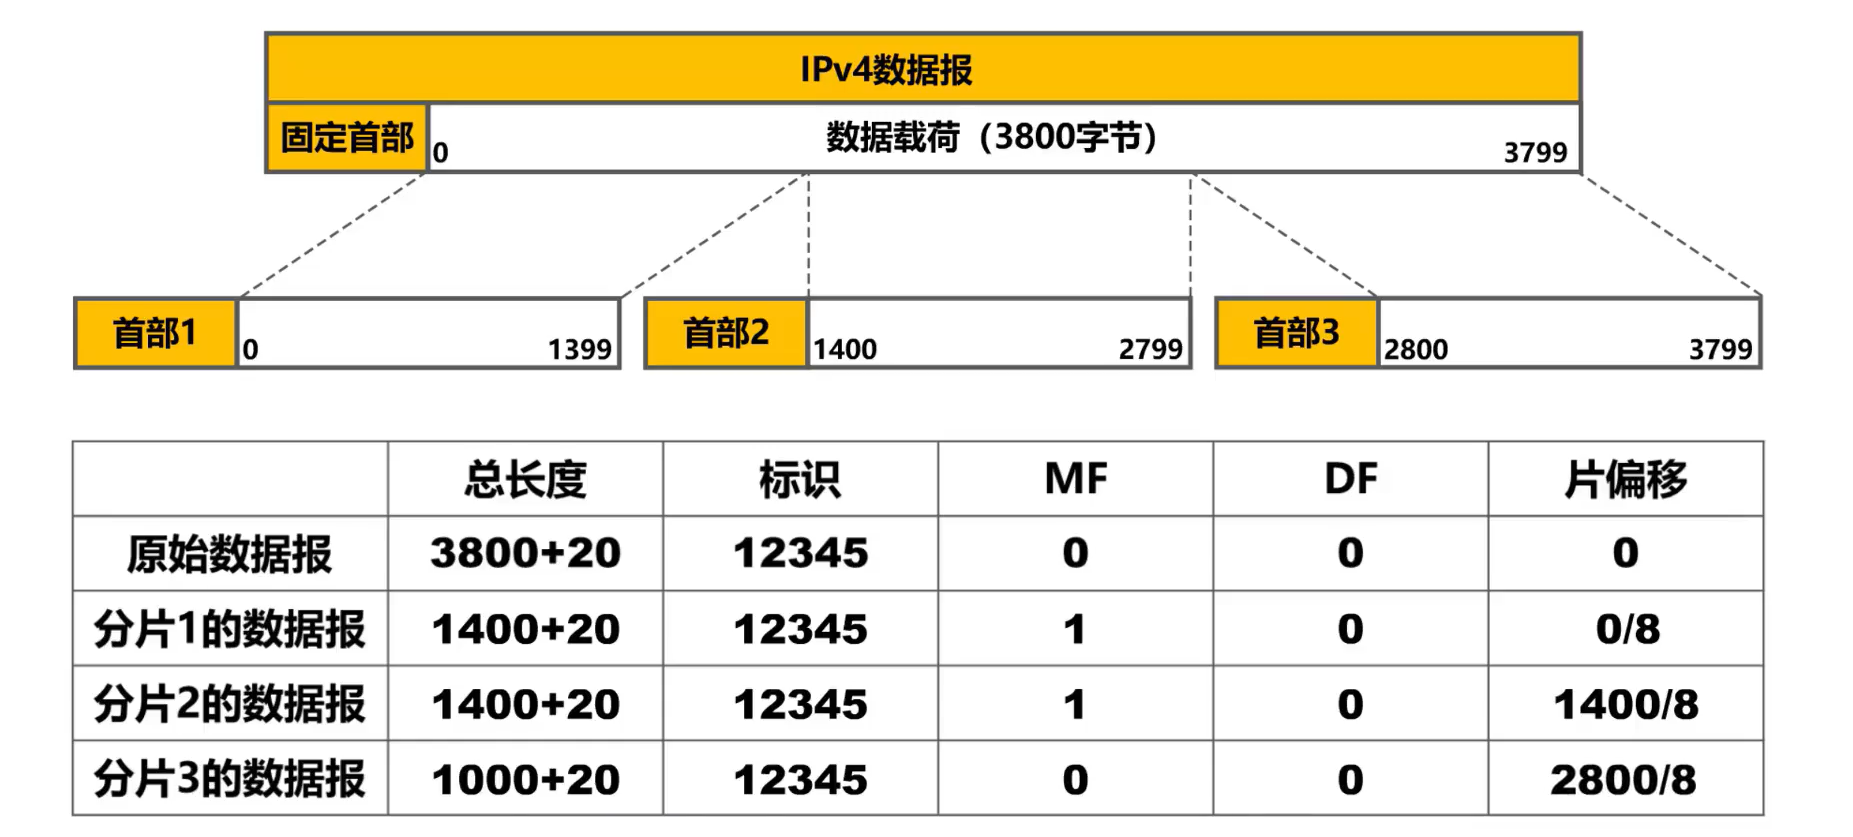 IPv4数据报
固定首部 0 数据载荷（3800字节） 3799
首部1 0 1399 首部2 1400 2799 首部3 2800 3799
总长度 标识 MF DF 片偏移
原始数据报 3800+20 12345 0 0 0
分片1的数据报 1400+20 12345 1 0 0/8
分片2的数据报 1400+20 12345 1 0 1400/8
分片3的数据报 1000+20 12345 0 0 2800/8